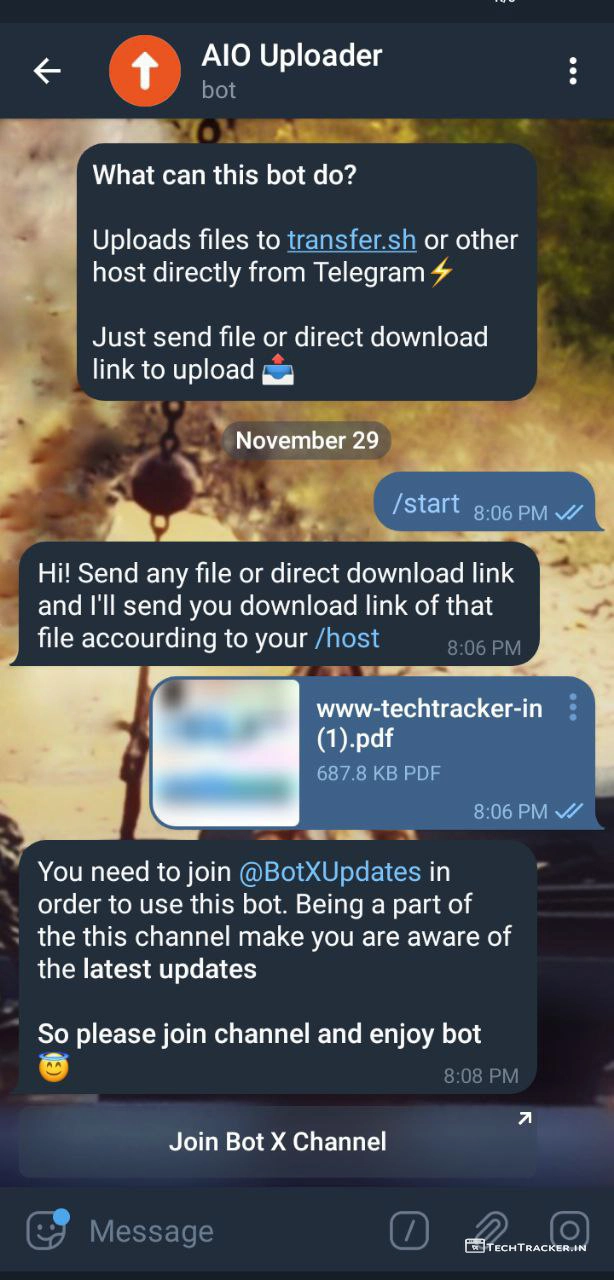 AIO Uploader
bot
What can this bot do?
Uploads files to transfer.sh or other
host directly from Telegram⚡
Just send file or direct download
link to upload 📤
November 29
/start 8:06 PM
Hi! Send any file or direct download link
and I'll send you download link of that
file accourding to your /host 8:06 PM
www-techtracker-in
(1).pdf
687.8 KB PDF
8:06 PM
You need to join @BotXUpdates in
order to use this bot. Being a part of
the this channel make you are aware of
the latest updates
So please join channel and enjoy bot
😇 8:08 PM
Join Bot X Channel
Message
TECHTRACKER.IN